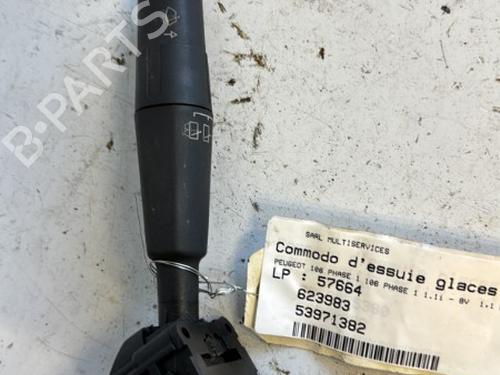 B-PARTS
SARL MULTISERVICES
Commodo d'essuie glaces
PEUGEOT 106 PHASE 1 106 PHASE 1 1.1i - 8V 1.1
LP : 57664
623983
53971382